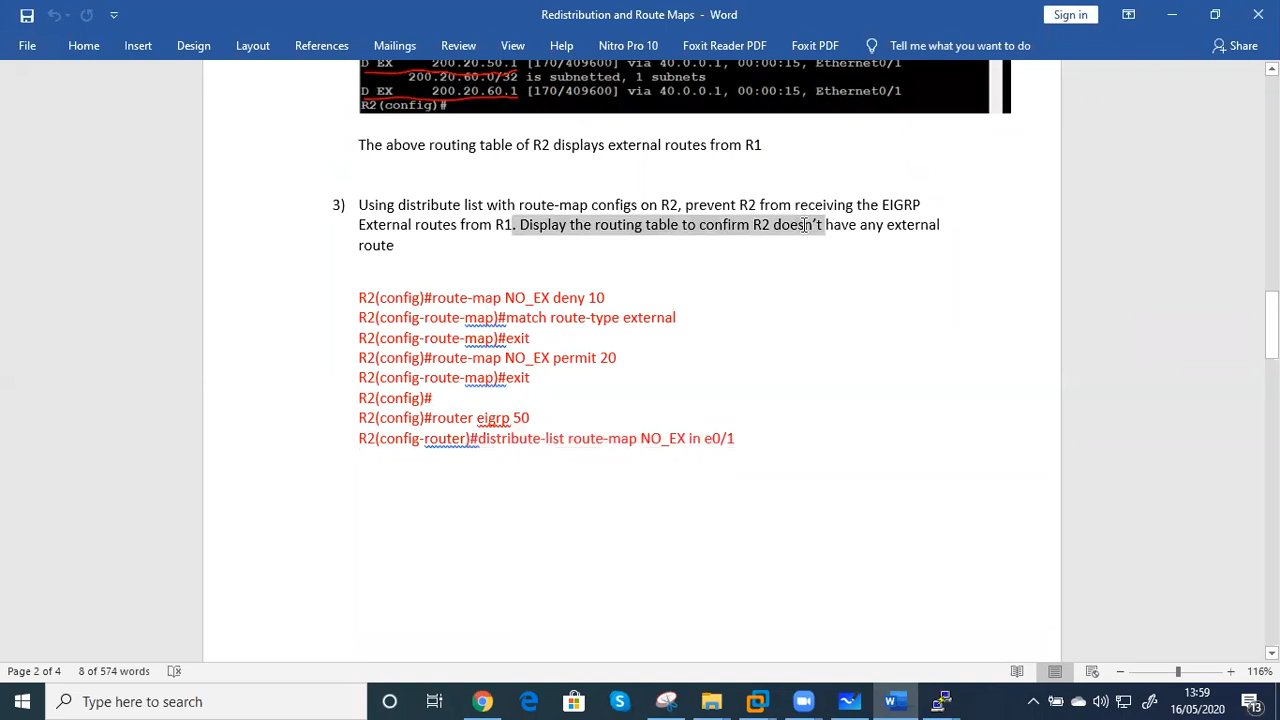 Redistribution and Route Maps - Word
Sign in
File Home Insert Design Layout References Mailings Review View Help Nitro Pro 10 Foxit Reader PDF Foxit PDF Tell me what you want to do Share
D EX 200.20.50.1 [170/409600] via 40.0.0.1, 00:00:15, Ethernet0/1
200.20.60.0/32 is subnetted, 1 subnets
D EX 200.20.60.1 [170/409600] via 40.0.0.1, 00:00:15, Ethernet0/1
R2(config)#
The above routing table of R2 displays external routes from R1
3) Using distribute list with route-map configs on R2, prevent R2 from receiving the EIGRP
External routes from R1. Display the routing table to confirm R2 doesn't have any external
route
R2(config)#route-map NO_EX deny 10
R2(config-route-map)#match route-type external
R2(config-route-map)#exit
R2(config)#route-map NO_EX permit 20
R2(config-route-map)#exit
R2(config)#
R2(config)#router eigrp 50
R2(config-router)#distribute-list route-map NO_EX in e0/1
Page 2 of 4 8 of 574 words 116%
Type here to search
13:59
16/05/2020
13